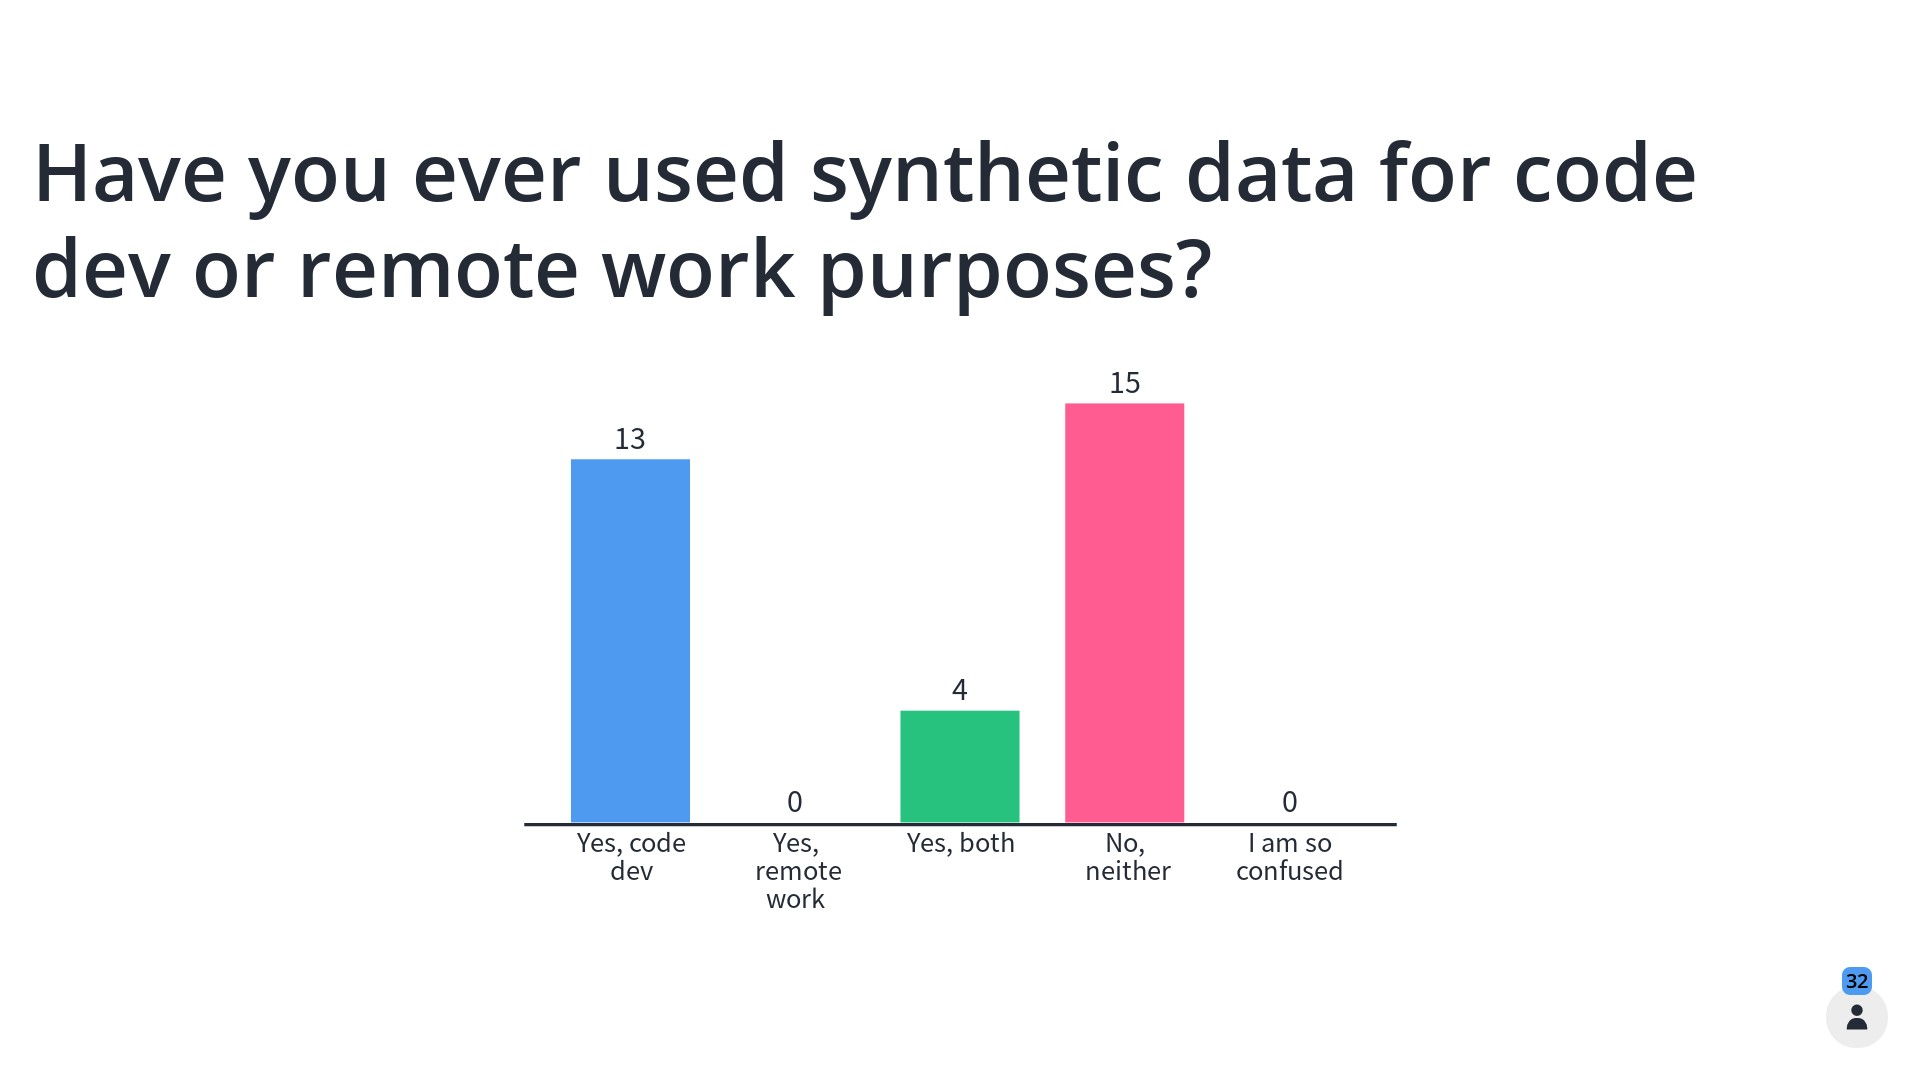 Have you ever used synthetic data for code
dev or remote work purposes?
13
0
4
15
0
Yes, code
dev
Yes,
remote
work
Yes, both
No,
neither
I am so
confused
32